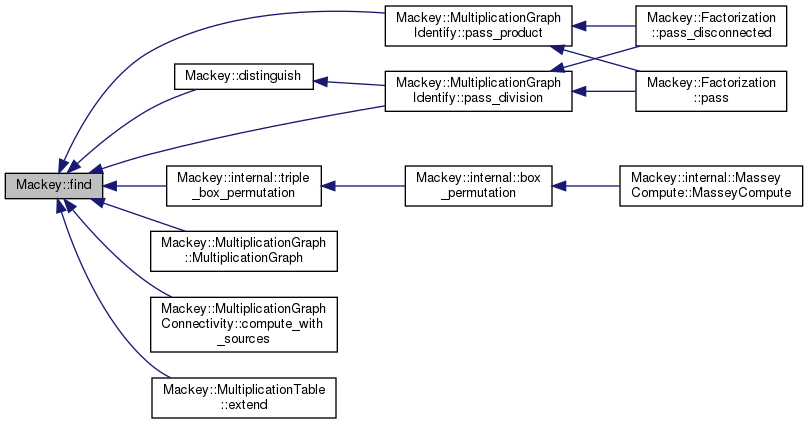 Mackey::find
Mackey::MultiplicationGraph
Identify::pass_product
Mackey::distinguish
Mackey::MultiplicationGraph
Identify::pass_division
Mackey::Factorization
::pass_disconnected
Mackey::Factorization
::pass
Mackey::internal::triple
_box_permutation
Mackey::internal::box
_permutation
Mackey::internal::Massey
Compute::MasseyCompute
Mackey::MultiplicationGraph
::MultiplicationGraph
Mackey::MultiplicationGraph
Connectivity::compute_with
_sources
Mackey::MultiplicationTable
::extend